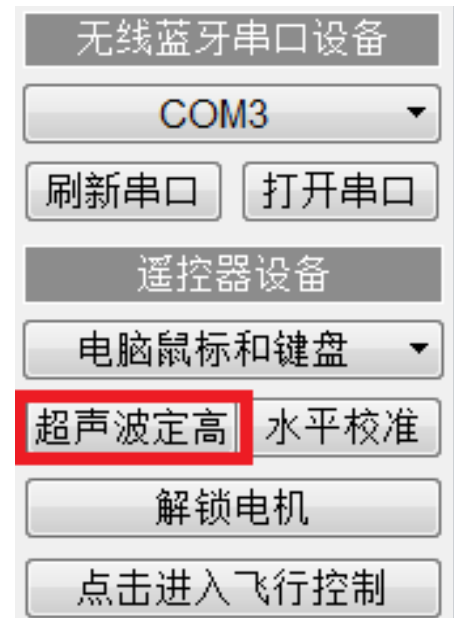 无线蓝牙串口设备
COM3
刷新串口 打开串口
遥控器设备
电脑鼠标和键盘
超声波定高 水平校准
解锁电机
点击进入飞行控制